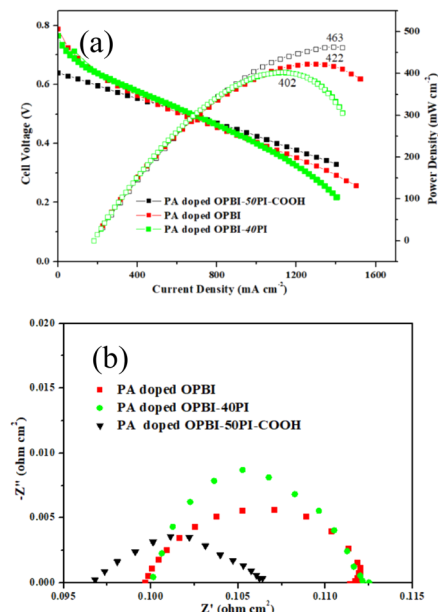 (a)
463
422
402
PA doped OPBI-50PI-COOH
PA doped OPBI
PA doped OPBI-40PI
Cell Voltage (V)
0.8
0.6
0.4
0.2
0.0
Power Density (mW cm⁻²)
500
400
300
200
100
0
0 400 800 1200 1600
Current Density (mA cm⁻²)
(b)
PA doped OPBI
PA doped OPBI-40PI
PA doped OPBI-50PI-COOH
-Z'' (ohm cm²)
0.020
0.015
0.010
0.005
0.000
0.095 0.100 0.105 0.110 0.115
Z' (ohm cm²)